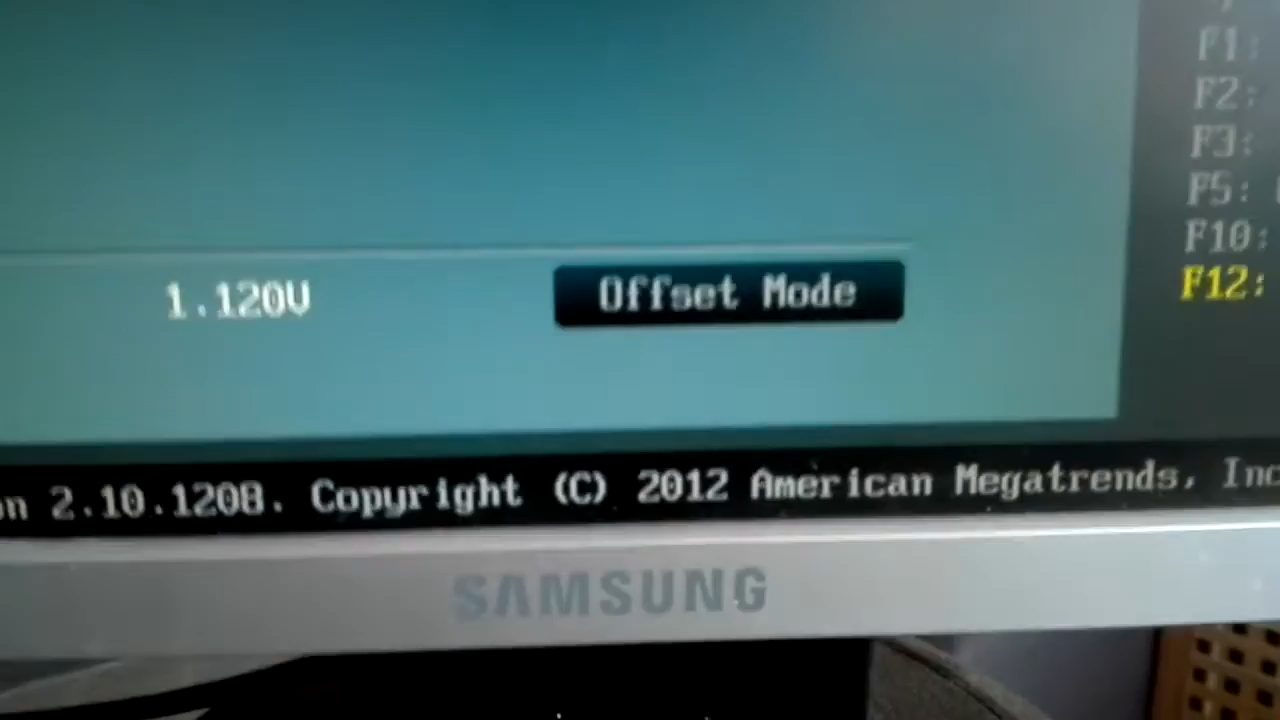 F1:
F2:
F3:
F5:
F10:
F12:
1.120V Offset Mode
2.10.1208. Copyright (C) 2012 American Megatrends, Inc
SAMSUNG